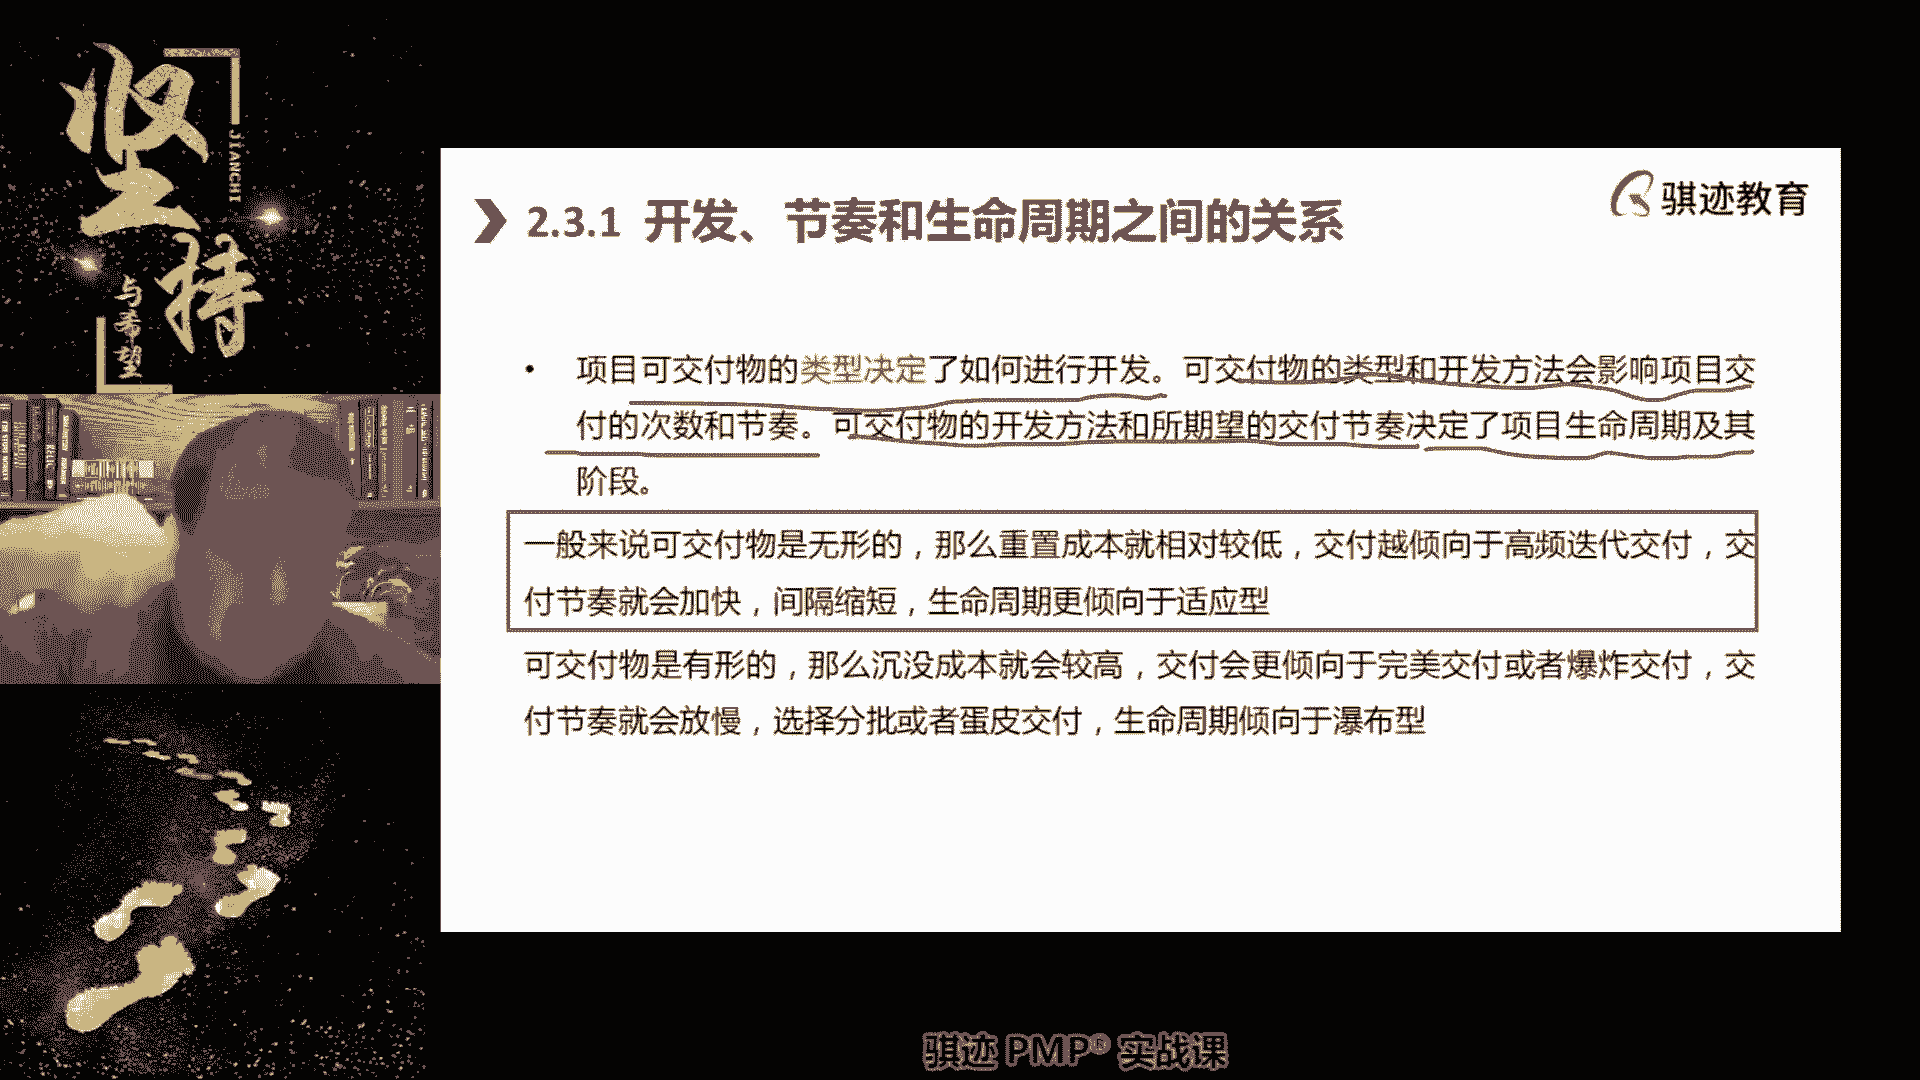 坚持
JIANCHI
与希望
骐迹教育
2.3.1 开发、节奏和生命周期之间的关系
• 项目可交付物的类型决定了如何进行开发。可交付物的类型和开发方法会影响项目交
付的次数和节奏。可交付物的开发方法和所期望的交付节奏决定了项目生命周期及其
阶段。
一般来说可交付物是无形的，那么重置成本就相对较低，交付越倾向于高频迭代交付，交
付节奏就会加快，间隔缩短，生命周期更倾向于适应型
可交付物是有形的，那么沉没成本就会较高，交付会更倾向于完美交付或者爆炸交付，交
付节奏就会放慢，选择分批或者蛋皮交付，生命周期倾向于瀑布型
骐迹 PMP® 实战课